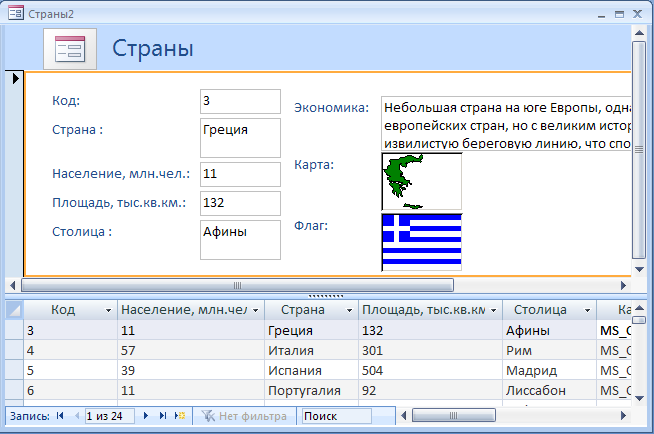 Страны2
Страны
Код: 3
Страна : Греция
Население, млн.чел.: 11
Площадь, тыс.кв.км.: 132
Столица : Афины
Экономика: Небольшая страна на юге Европы, одна
европейских стран, но с великим истор
извилистую береговую линию, что спо
Карта:
Флаг:
Код Население, млн.чел Страна Площадь, тыс.кв.км Столица Ка
3 11 Греция 132 Афины MS_C
4 57 Италия 301 Рим MS_C
5 39 Испания 504 Мадрид MS_C
6 11 Португалия 92 Лиссабон MS_C
Запись: 1 из 24 Нет фильтра Поиск